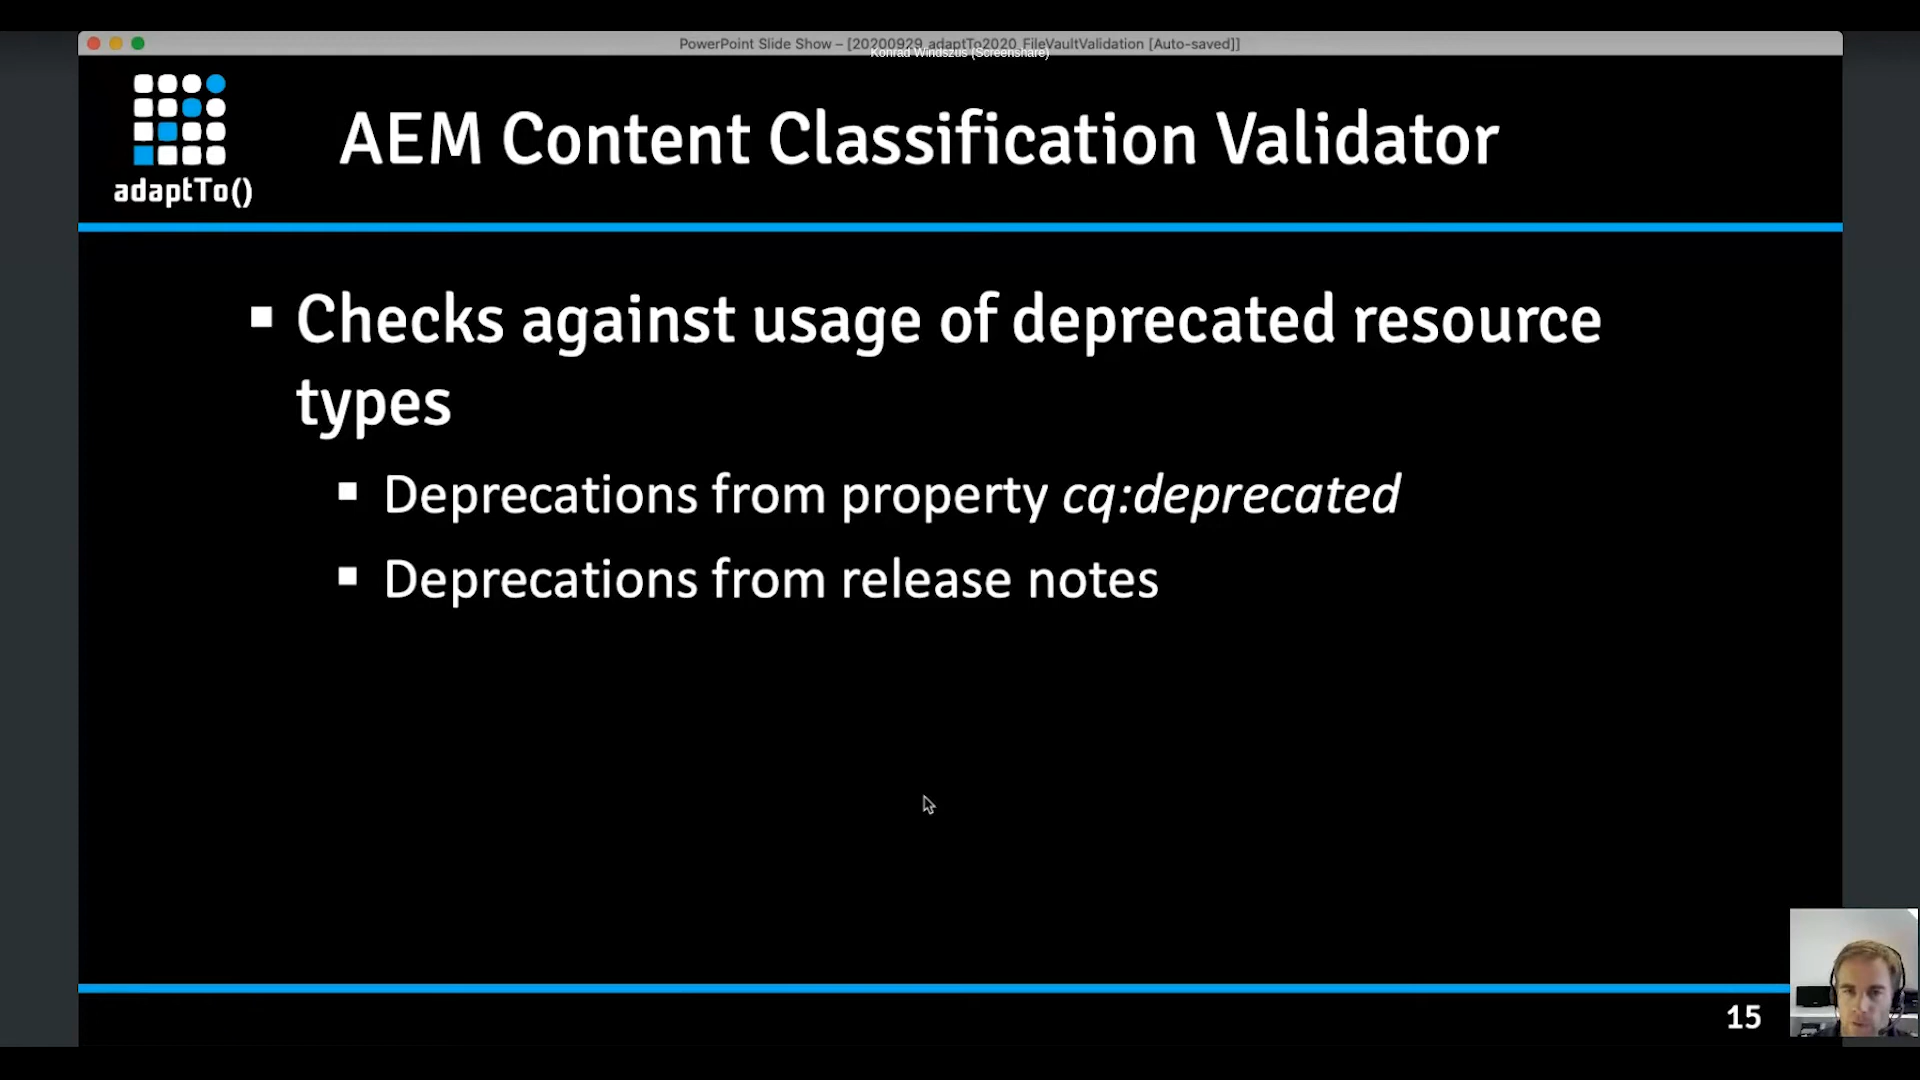 PowerPoint Slide Show – [20200929_adaptTo2020_FileVaultValidation [Auto-saved]]
Konrad Windszus (Screenshare)
adaptTo()
AEM Content Classification Validator
▪ Checks against usage of deprecated resource
types
▪ Deprecations from property cq:deprecated
▪ Deprecations from release notes
15